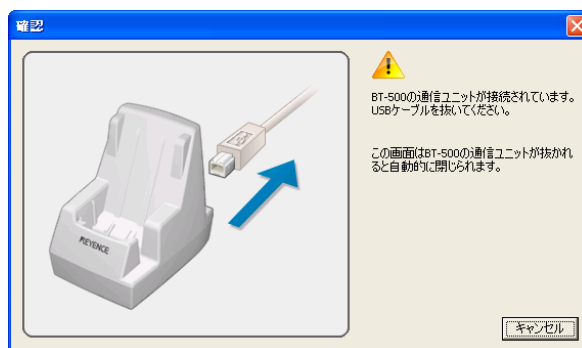 確認
BT-500の通信ユニットが接続されています。
USBケーブルを抜いてください。
この画面はBT-500の通信ユニットが抜かれ
ると自動的に閉じられます。
KEYENCE
キャンセル